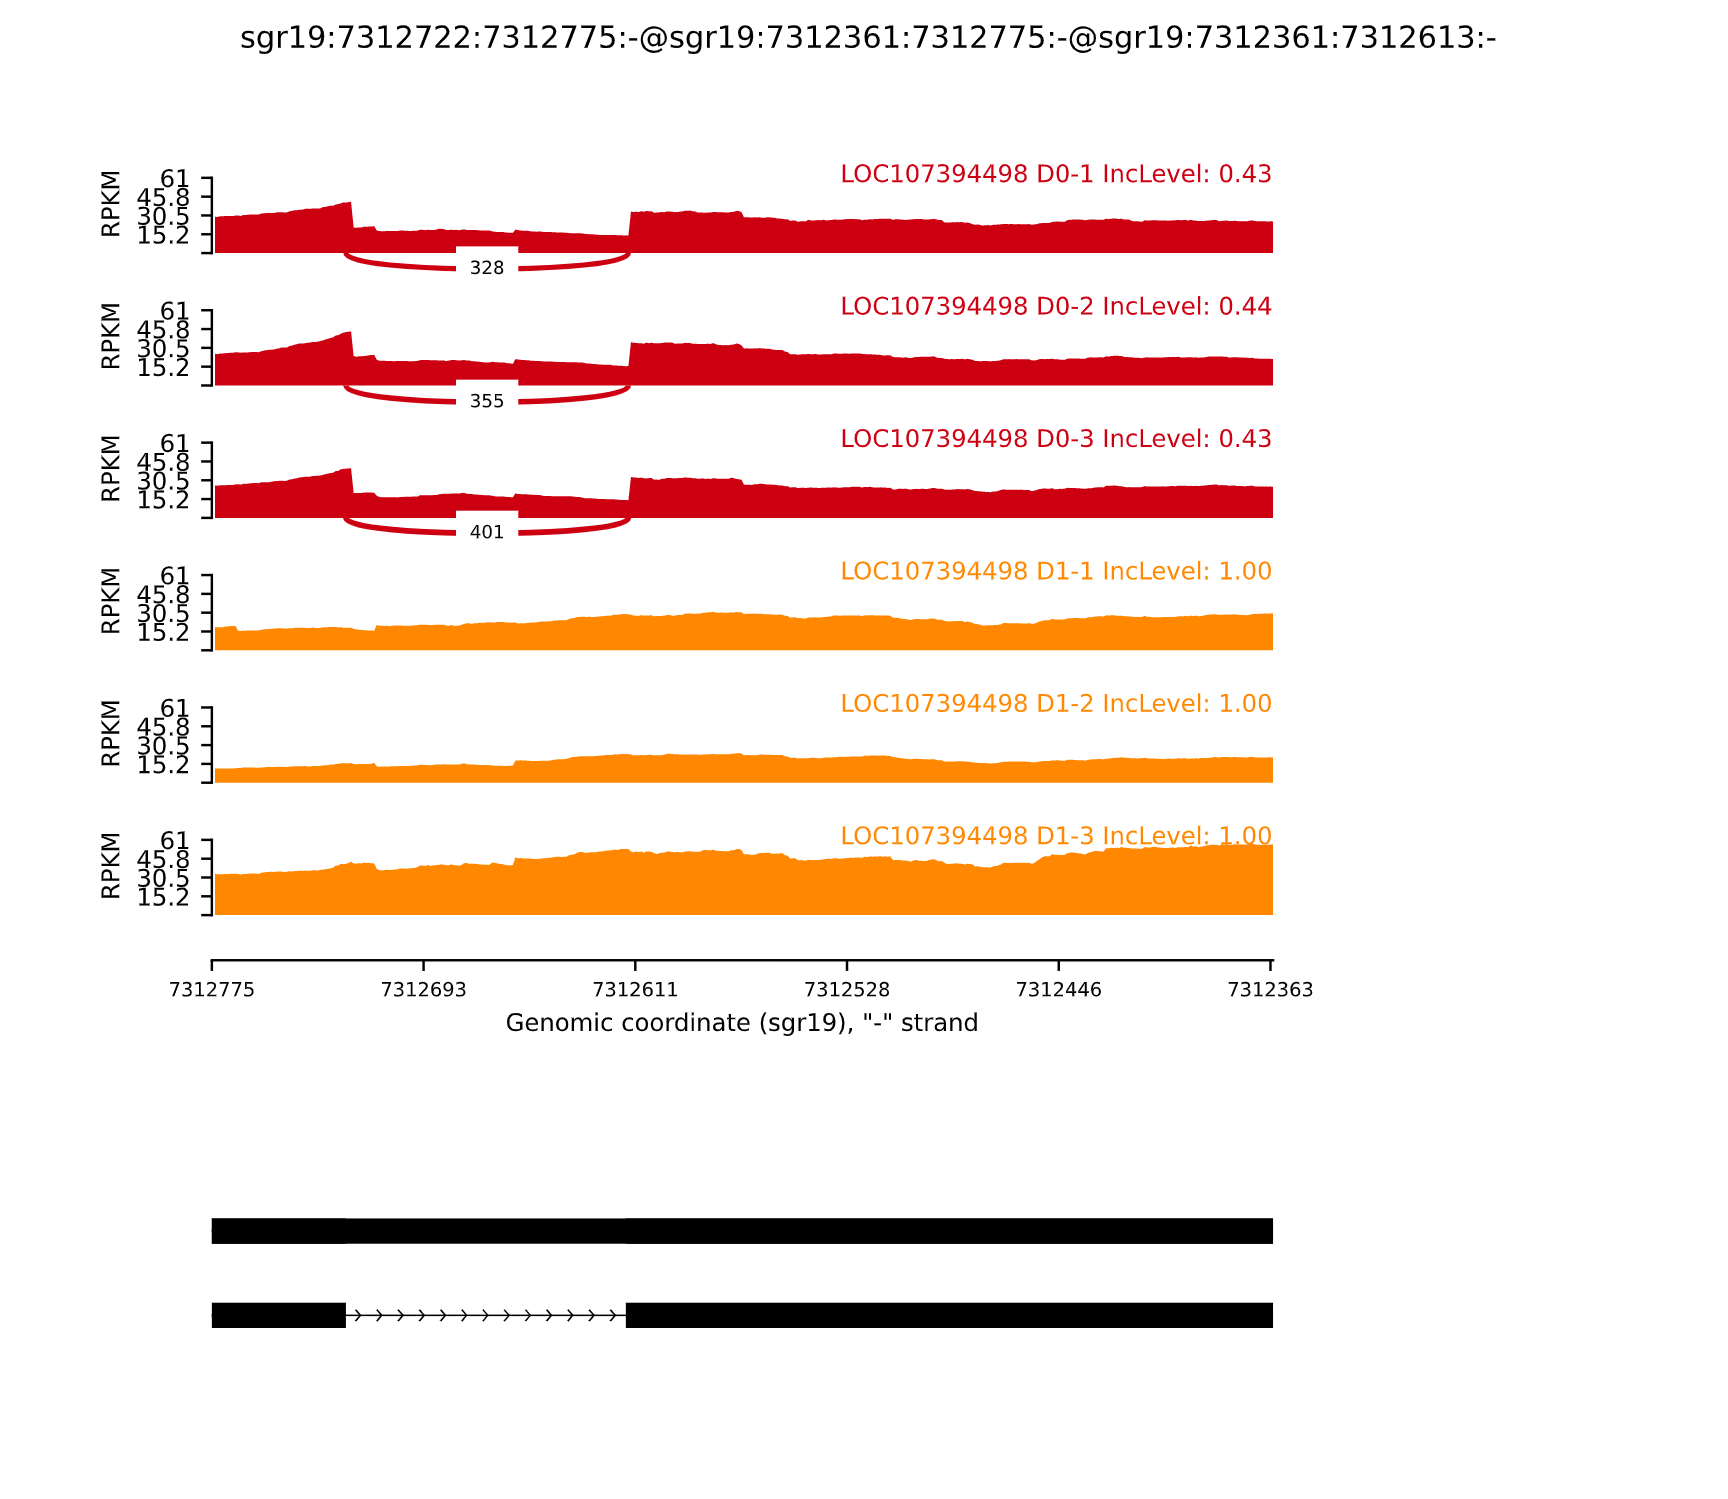 sgr19:7312722:7312775:-@sgr19:7312361:7312775:-@sgr19:7312361:7312613:-
LOC107394498 D0-1 IncLevel: 0.43
RPKM
61
45.8
30.5
15.2
328
LOC107394498 D0-2 IncLevel: 0.44
RPKM
61
45.8
30.5
15.2
355
LOC107394498 D0-3 IncLevel: 0.43
RPKM
61
45.8
30.5
15.2
401
LOC107394498 D1-1 IncLevel: 1.00
RPKM
61
45.8
30.5
15.2
LOC107394498 D1-2 IncLevel: 1.00
RPKM
61
45.8
30.5
15.2
LOC107394498 D1-3 IncLevel: 1.00
RPKM
61
45.8
30.5
15.2
7312775 7312693 7312611 7312528 7312446 7312363
Genomic coordinate (sgr19), "-" strand